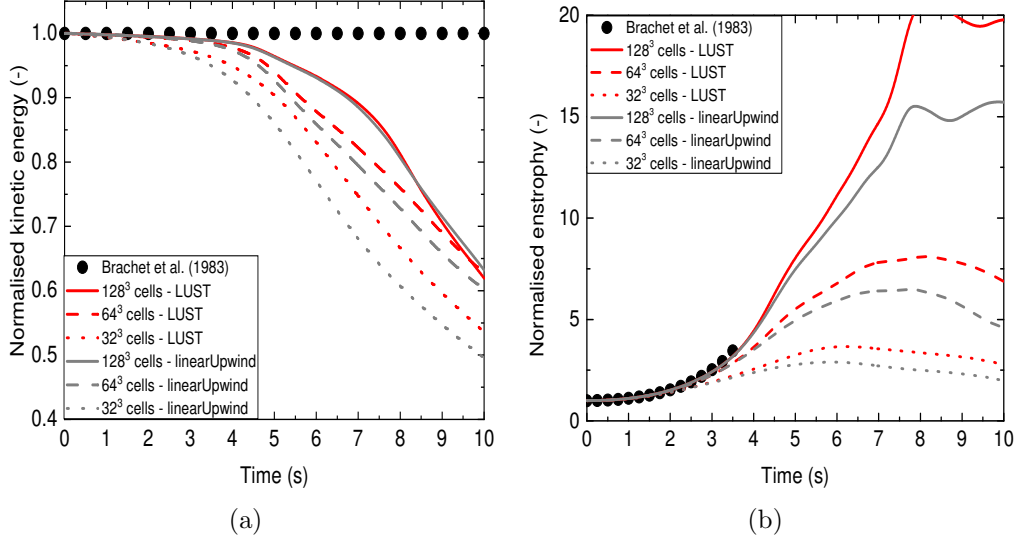 Normalised kinetic energy (-)
1.0
0.9
0.8
0.7
0.6
0.5
0.4
Brachet et al. (1983)
128³ cells - LUST
64³ cells - LUST
32³ cells - LUST
128³ cells - linearUpwind
64³ cells - linearUpwind
32³ cells - linearUpwind
0 1 2 3 4 5 6 7 8 9 10
Time (s)
(a)
Normalised enstrophy (-)
20
15
10
5
0
Brachet et al. (1983)
128³ cells - LUST
64³ cells - LUST
32³ cells - LUST
128³ cells - linearUpwind
64³ cells - linearUpwind
32³ cells - linearUpwind
0 1 2 3 4 5 6 7 8 9 10
Time (s)
(b)